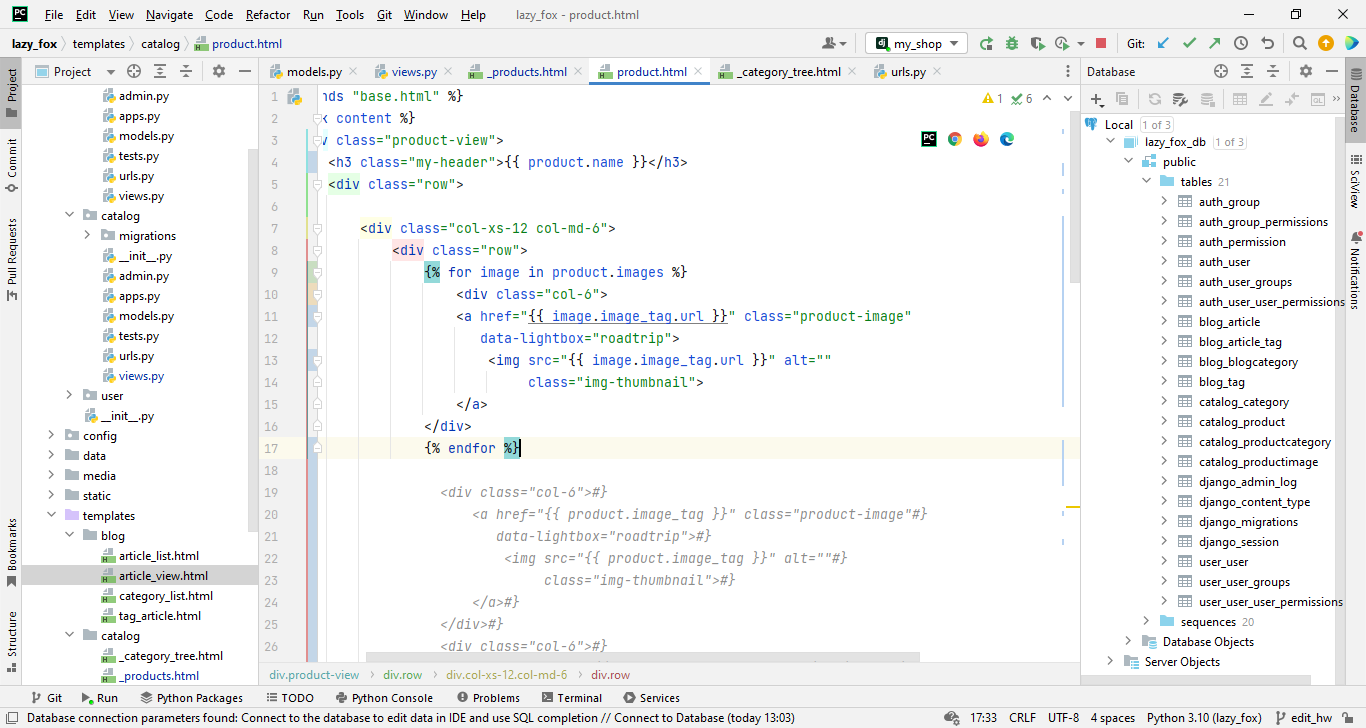 PC File Edit View Navigate Code Refactor Run Tools Git Window Help lazy_fox - product.html
lazy_fox templates catalog product.html dj my_shop Git:
Project models.py views.py _products.html product.html _category_tree.html urls.py Database
Project
Commit
Pull Requests
Bookmarks
Structure
admin.py
apps.py
models.py
tests.py
urls.py
views.py
catalog
migrations
__init__.py
admin.py
apps.py
models.py
tests.py
urls.py
views.py
user
__init__.py
config
data
media
static
templates
blog
article_list.html
article_view.html
category_list.html
tag_article.html
catalog
_category_tree.html
_products.html
1 nds "base.html" %}
2 k content %}
3 v class="product-view">
4 <h3 class="my-header">{{ product.name }}</h3>
5 <div class="row">
6
7 <div class="col-xs-12 col-md-6">
8 <div class="row">
9 {% for image in product.images %}
10 <div class="col-6">
11 <a href="{{ image.image_tag.url }}" class="product-image"
12 data-lightbox="roadtrip">
13 <img src="{{ image.image_tag.url }}" alt=""
14 class="img-thumbnail">
15 </a>
16 </div>
17 {% endfor %}
18
19 <div class="col-6">#}
20 <a href="{{ product.image_tag }}" class="product-image"#}
21 data-lightbox="roadtrip">#}
22 <img src="{{ product.image_tag }}" alt=""#}
23 class="img-thumbnail">#}
24 </a>#}
25 </div>#}
26 <div class="col-6">#}
1 6
PC
div.product-view div.row div.col-xs-12.col-md-6 div.row
QL
Local 1 of 3
lazy_fox_db 1 of 3
public
tables 21
auth_group
auth_group_permissions
auth_permission
auth_user
auth_user_groups
auth_user_user_permissions
blog_article
blog_article_tag
blog_blogcategory
blog_tag
catalog_category
catalog_product
catalog_productcategory
catalog_productimage
django_admin_log
django_content_type
django_migrations
django_session
user_user
user_user_groups
user_user_user_permissions
sequences 20
Database Objects
Server Objects
Database
SciView
Notifications
Git Run Python Packages TODO Python Console Problems Terminal Services
Database connection parameters found: Connect to the database to edit data in IDE and use SQL completion // Connect to Database (today 13:03) 17:33 CRLF UTF-8 4 spaces Python 3.10 (lazy_fox) edit_hw